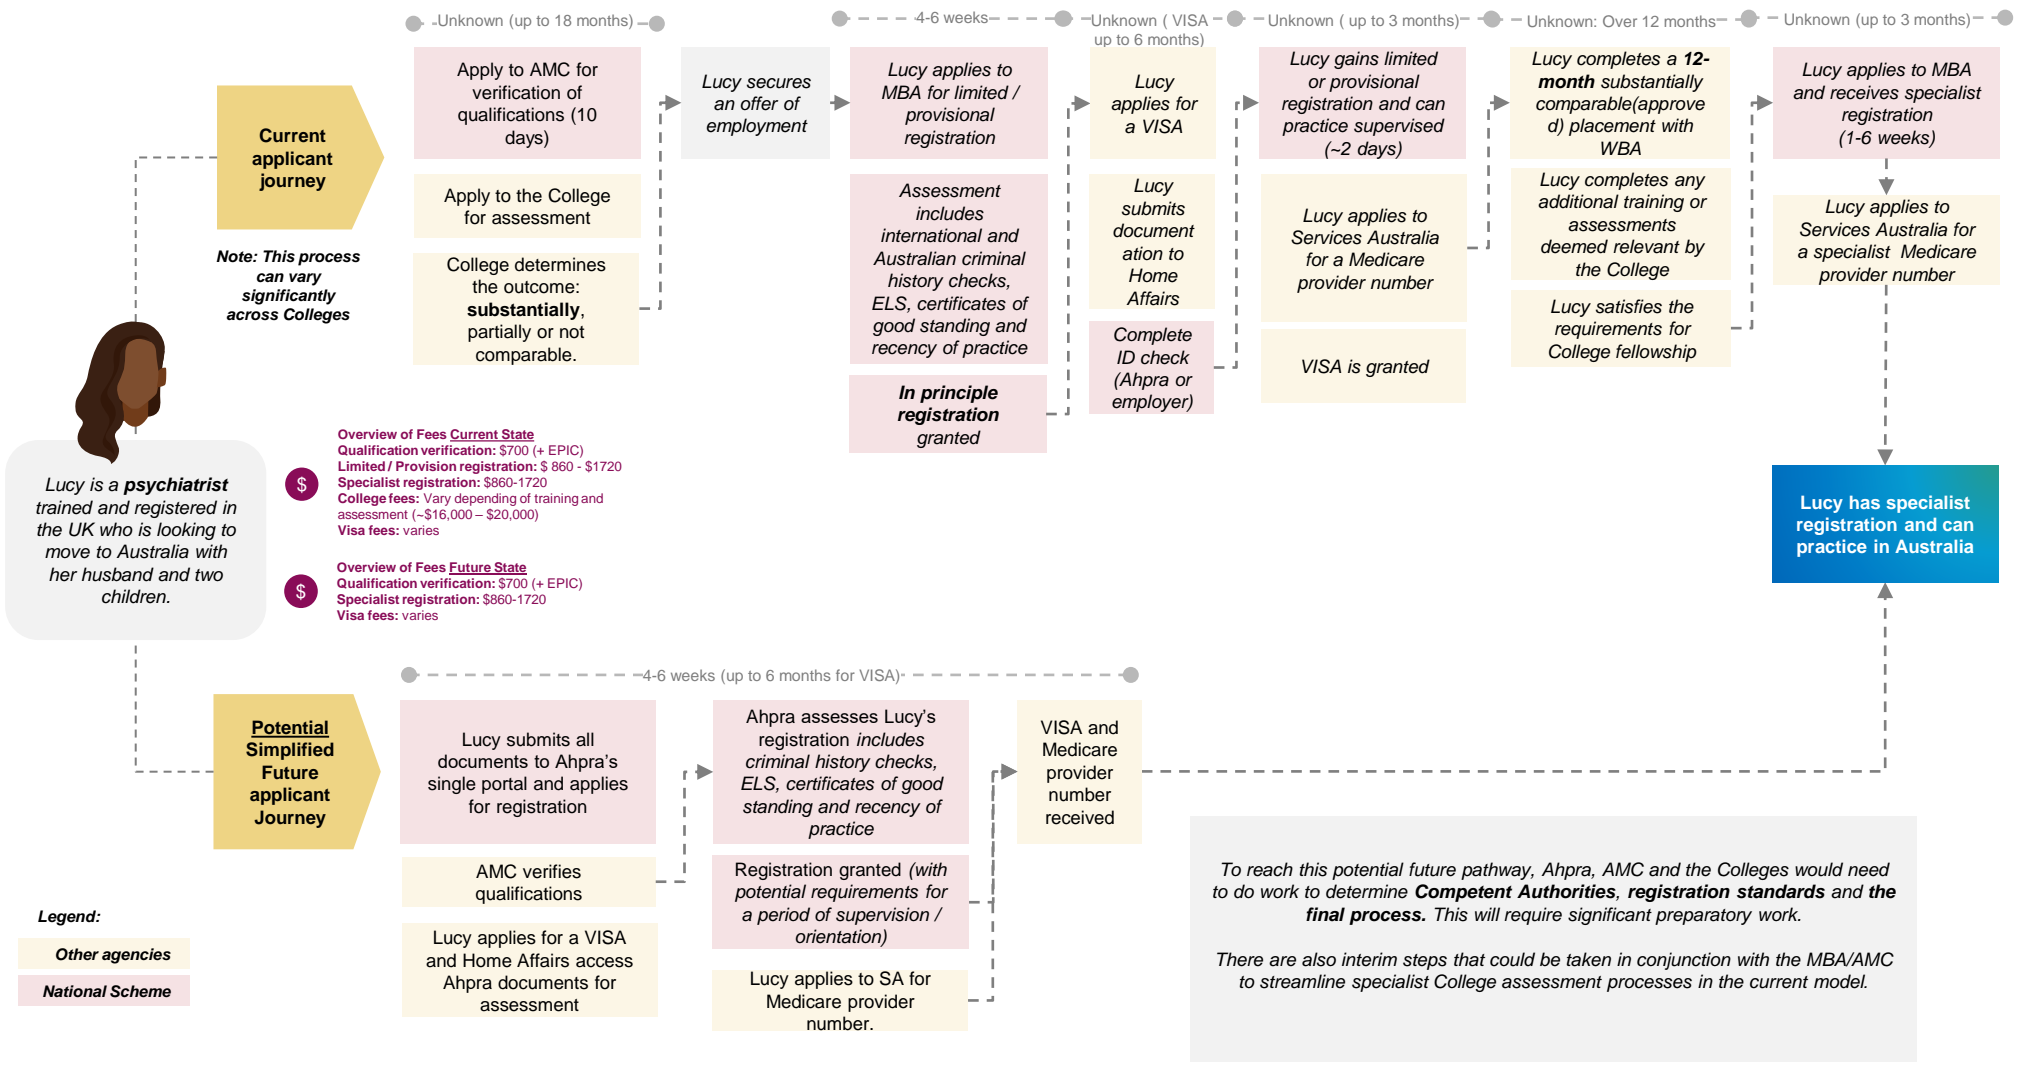 Unknown (up to 18 months)
4-6 weeks
Unknown ( VISA
up to 6 months)
Unknown ( up to 3 months)
Unknown: Over 12 months
Unknown (up to 3 months)
Current
applicant
journey
Note: This process
can vary
significantly
across Colleges
Apply to AMC for
verification of
qualifications (10
days)
Apply to the College
for assessment
College determines
the outcome:
substantially,
partially or not
comparable.
Lucy secures
an offer of
employment
Lucy applies to
MBA for limited /
provisional
registration
Assessment
includes
international and
Australian criminal
history checks,
ELS, certificates of
good standing and
recency of practice
In principle
registration
granted
Lucy
applies for
a VISA
Lucy
submits
document
ation to
Home
Affairs
Complete
ID check
(Ahpra or
employer)
Lucy gains limited
or provisional
registration and can
practice supervised
(~2 days)
Lucy applies to
Services Australia
for a Medicare
provider number
VISA is granted
Lucy completes a 12-
month substantially
comparable(approve
d) placement with
WBA
Lucy completes any
additional training or
assessments
deemed relevant by
the College
Lucy satisfies the
requirements for
College fellowship
Lucy applies to MBA
and receives specialist
registration
(1-6 weeks)
Lucy applies to
Services Australia for
a specialist Medicare
provider number
Lucy has specialist
registration and can
practice in Australia
Lucy is a psychiatrist
trained and registered in
the UK who is looking to
move to Australia with
her husband and two
children.
$
Overview of Fees Current State
Qualification verification: $700 (+ EPIC)
Limited / Provision registration: $ 860 - $1720
Specialist registration: $860-1720
College fees: Vary depending of training and
assessment (~$16,000 – $20,000)
Visa fees: varies
$
Overview of Fees Future State
Qualification verification: $700 (+ EPIC)
Specialist registration: $860-1720
Visa fees: varies
4-6 weeks (up to 6 months for VISA)
Potential
Simplified
Future
applicant
Journey
Lucy submits all
documents to Ahpra's
single portal and applies
for registration
AMC verifies
qualifications
Lucy applies for a VISA
and Home Affairs access
Ahpra documents for
assessment
Ahpra assesses Lucy's
registration includes
criminal history checks,
ELS, certificates of good
standing and recency of
practice
Registration granted (with
potential requirements for
a period of supervision /
orientation)
Lucy applies to SA for
Medicare provider
number.
VISA and
Medicare
provider
number
received
To reach this potential future pathway, Ahpra, AMC and the Colleges would need
to do work to determine Competent Authorities, registration standards and the
final process. This will require significant preparatory work.
There are also interim steps that could be taken in conjunction with the MBA/AMC
to streamline specialist College assessment processes in the current model.
Legend:
Other agencies
National Scheme